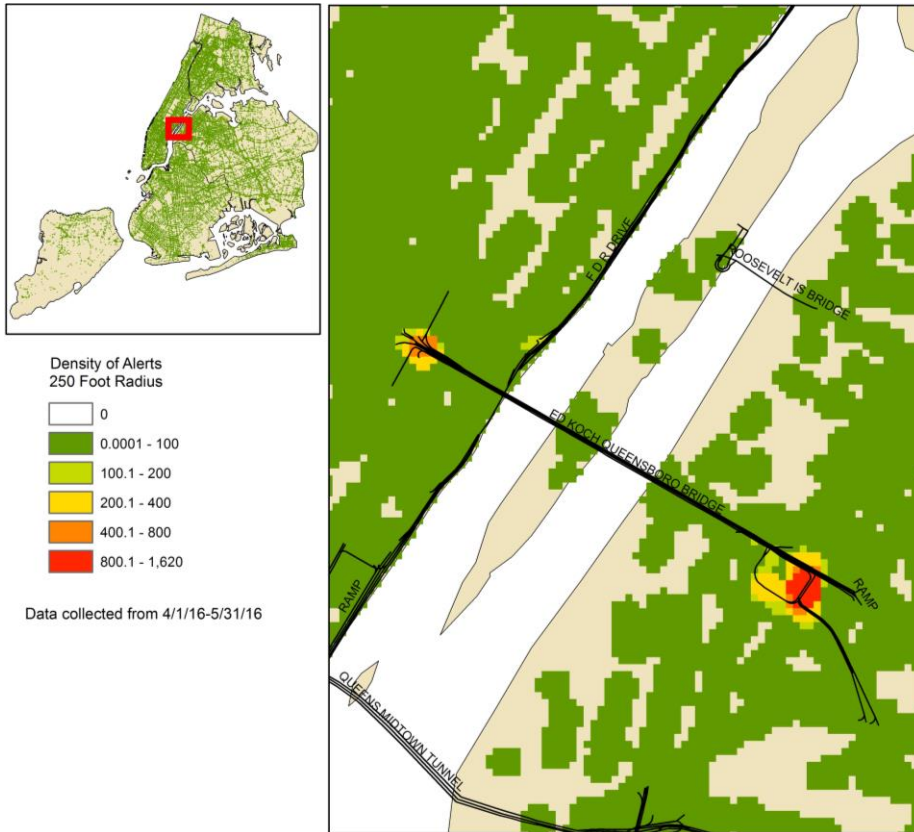 Density of Alerts
250 Foot Radius
0
0.0001 - 100
100.1 - 200
200.1 - 400
400.1 - 800
800.1 - 1,620
Data collected from 4/1/16-5/31/16
F D R DRIVE
ROOSEVELT IS BRIDGE
ED KOCH QUEENSBORO BRIDGE
RAMP
RAMP
QUEENS MIDTOWN TUNNEL